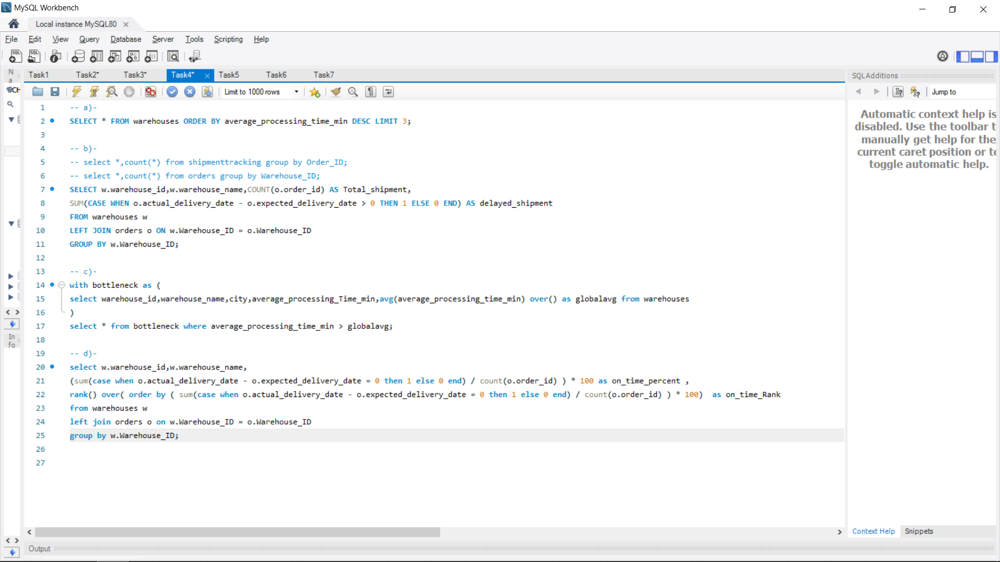 MySQL Workbench
Local instance MySQL80
File Edit View Query Database Server Tools Scripting Help
N
a
CH
In
fo
Task1 Task2* Task3* Task4* Task5 Task6 Task7
Limit to 1000 rows
1 -- a)-
2 SELECT * FROM warehouses ORDER BY average_processing_time_min DESC LIMIT 3;
3
4 -- b)-
5 -- select *,count(*) from shipmenttracking group by Order_ID;
6 -- select *,count(*) from orders group by Warehouse_ID;
7 SELECT w.warehouse_id,w.warehouse_name,COUNT(o.order_id) AS Total_shipment,
8 SUM(CASE WHEN o.actual_delivery_date - o.expected_delivery_date > 0 THEN 1 ELSE 0 END) AS delayed_shipment
9 FROM warehouses w
10 LEFT JOIN orders o ON w.Warehouse_ID = o.Warehouse_ID
11 GROUP BY w.Warehouse_ID;
12
13 -- c)-
14 with bottleneck as (
15 select warehouse_id,warehouse_name,city,average_processing_Time_min,avg(average_processing_time_min) over() as globalavg from warehouses
16 )
17 select * from bottleneck where average_processing_time_min > globalavg;
18
19 -- d)-
20 select w.warehouse_id,w.warehouse_name,
21 (sum(case when o.actual_delivery_date - o.expected_delivery_date = 0 then 1 else 0 end) / count(o.order_id) ) * 100 as on_time_percent ,
22 rank() over( order by ( sum(case when o.actual_delivery_date - o.expected_delivery_date = 0 then 1 else 0 end) / count(o.order_id) ) * 100)  as on_time_Rank
23 from warehouses w
24 left join orders o on w.Warehouse_ID = o.Warehouse_ID
25 group by w.Warehouse_ID;
26
27
SQLAdditions
Jump to
Automatic context help is
disabled. Use the toolbar t
manually get help for the
current caret position or to
toggle automatic help.
Context Help Snippets
Output